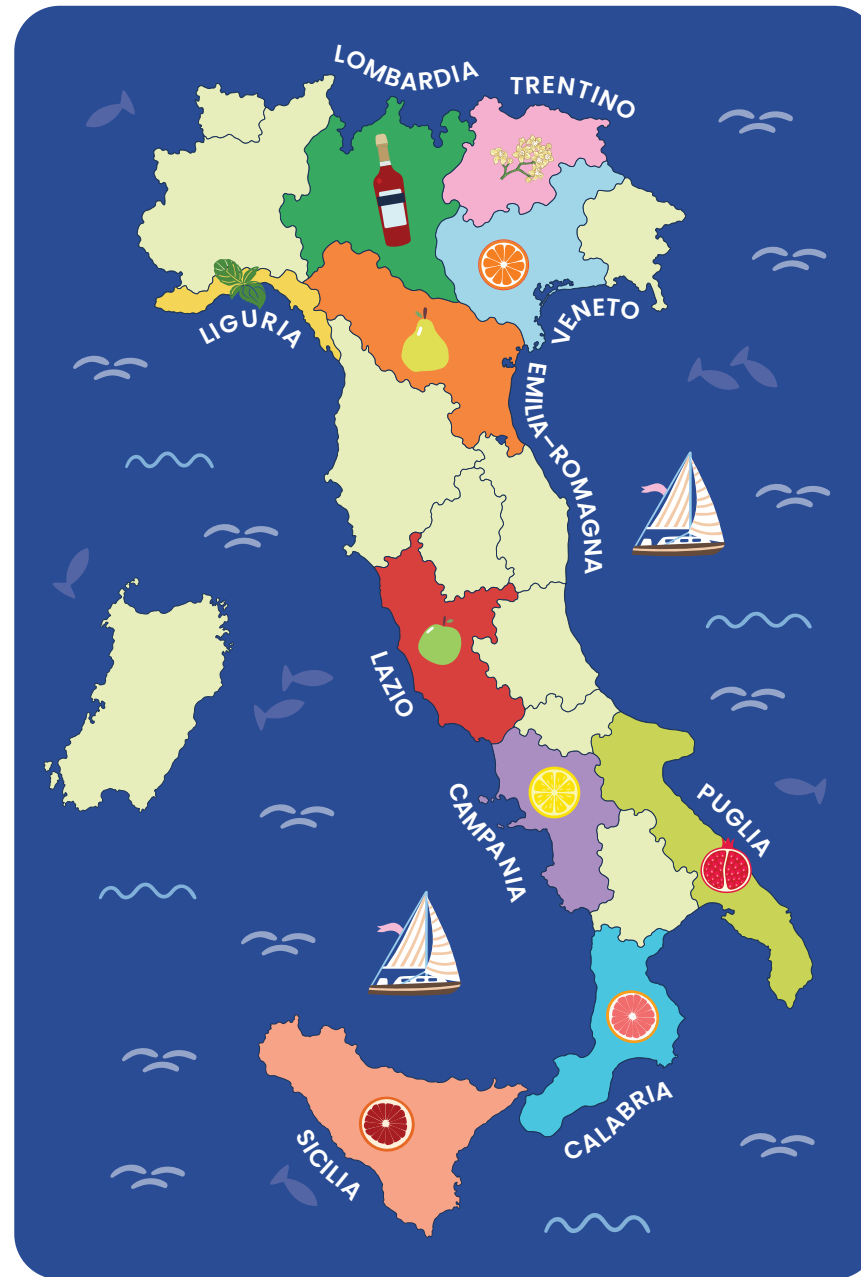 LOMBARDIA
TRENTINO
LIGURIA
VENETO
EMILIA–ROMAGNA
LAZIO
CAMPANIA
PUGLIA
CALABRIA
SICILIA